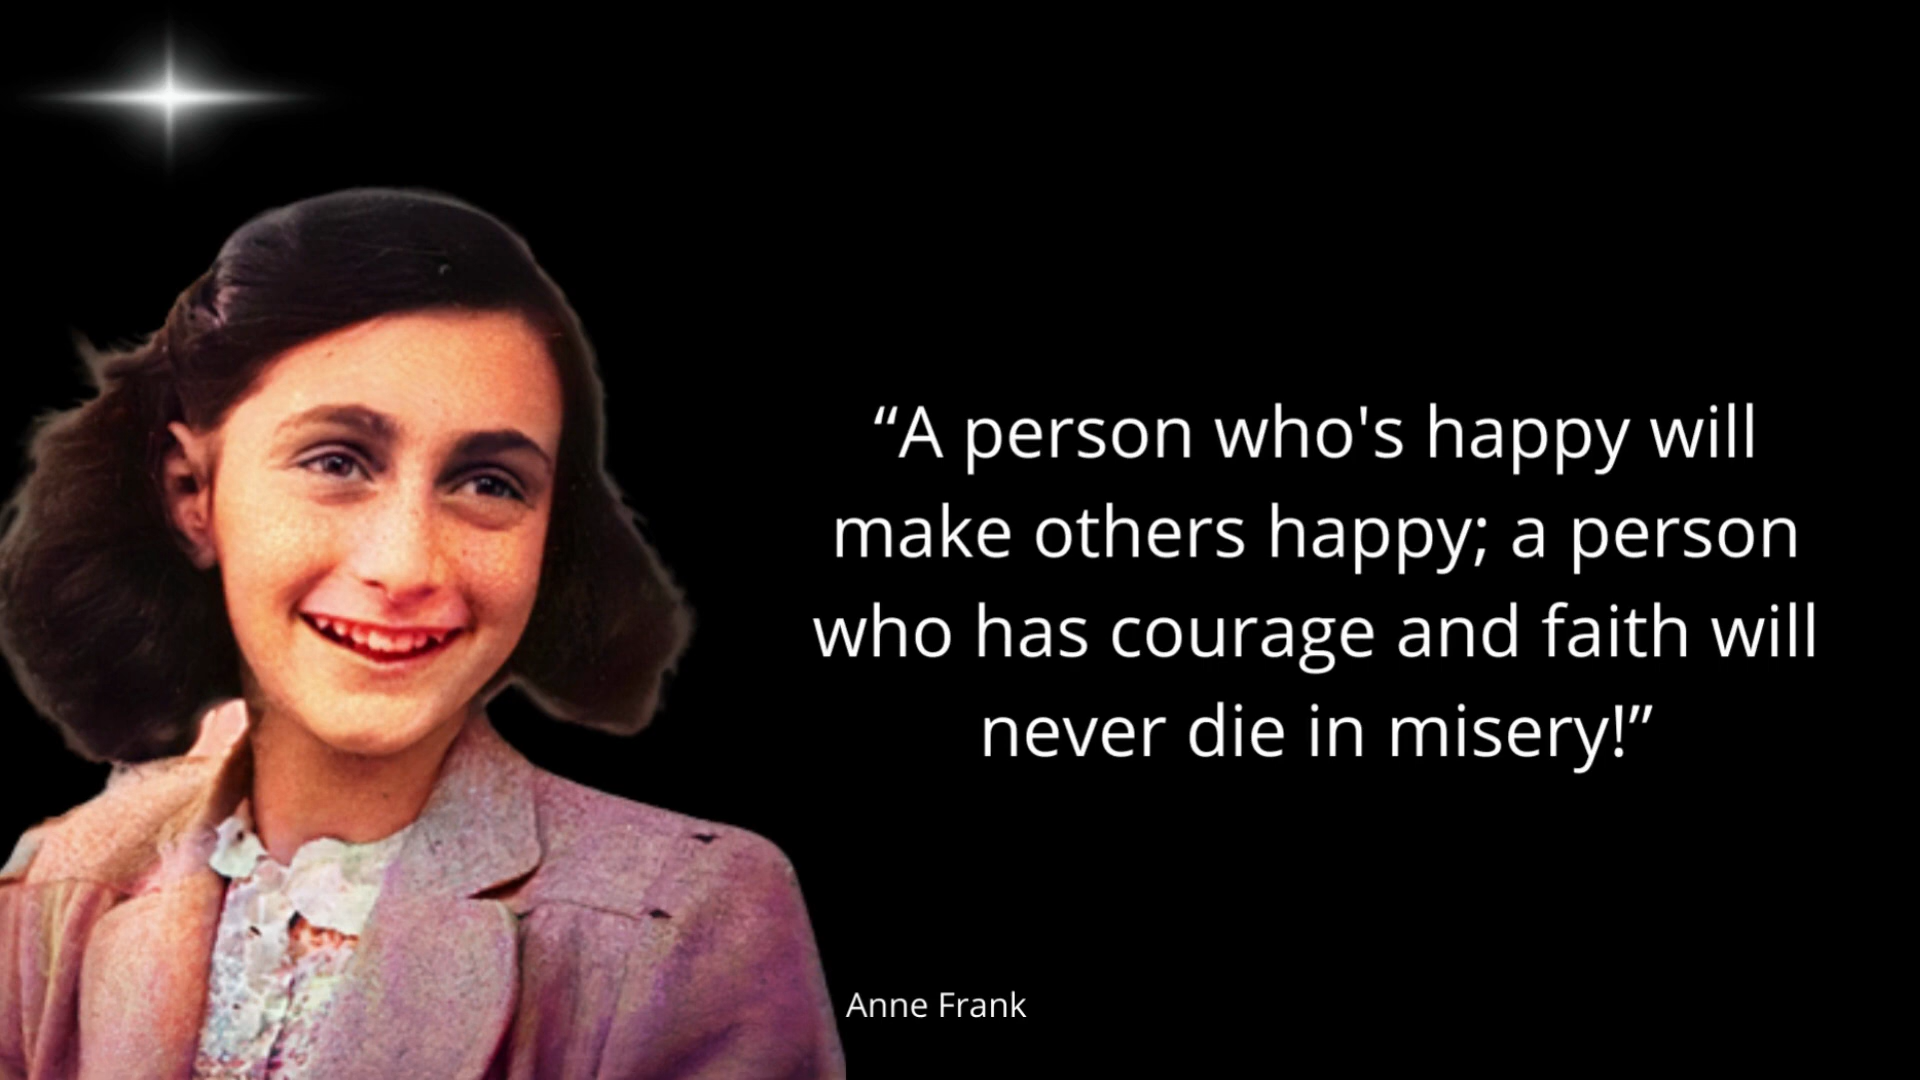 “A person who's happy will
make others happy; a person
who has courage and faith will
never die in misery!”
Anne Frank